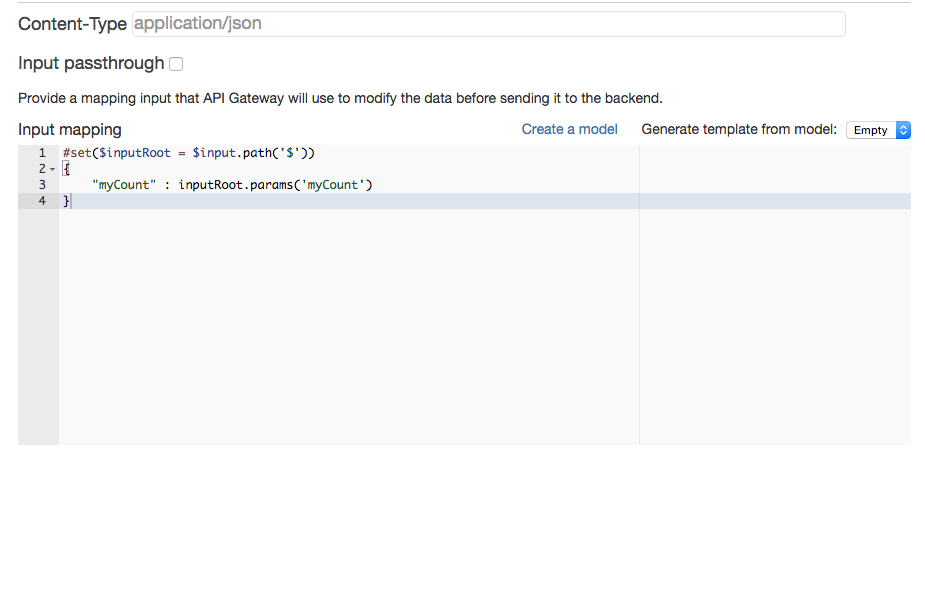 Content-Type application/json
Input passthrough
Provide a mapping input that API Gateway will use to modify the data before sending it to the backend.
Input mapping Create a model Generate template from model: Empty
1 #set($inputRoot = $input.path('$'))
2 {
3 "myCount" : inputRoot.params('myCount')
4 }